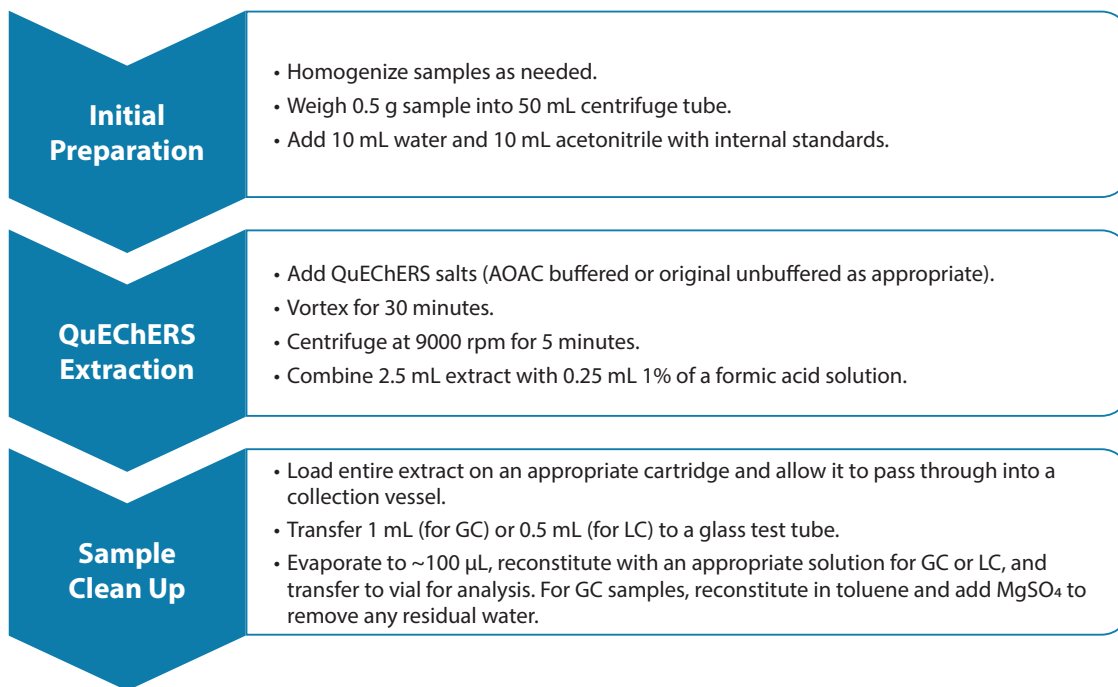 Initial
Preparation
• Homogenize samples as needed.
• Weigh 0.5 g sample into 50 mL centrifuge tube.
• Add 10 mL water and 10 mL acetonitrile with internal standards.
QuEChERS
Extraction
• Add QuEChERS salts (AOAC buffered or original unbuffered as appropriate).
• Vortex for 30 minutes.
• Centrifuge at 9000 rpm for 5 minutes.
• Combine 2.5 mL extract with 0.25 mL 1% of a formic acid solution.
Sample
Clean Up
• Load entire extract on an appropriate cartridge and allow it to pass through into a
collection vessel.
• Transfer 1 mL (for GC) or 0.5 mL (for LC) to a glass test tube.
• Evaporate to ~100 µL, reconstitute with an appropriate solution for GC or LC, and
transfer to vial for analysis. For GC samples, reconstitute in toluene and add MgSO₄ to
remove any residual water.